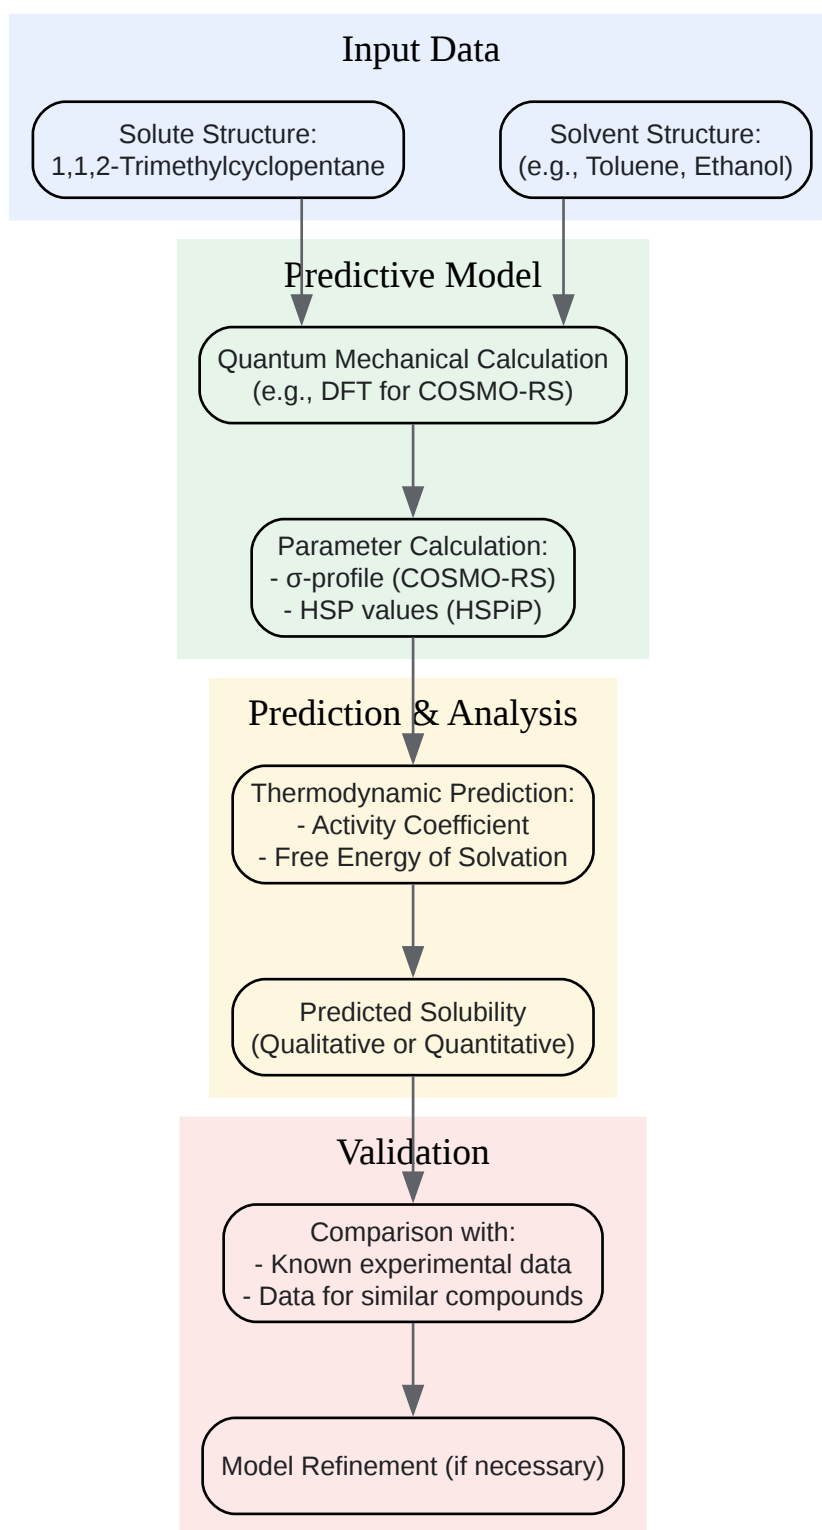 Input Data
Solute Structure:
1,1,2-Trimethylcyclopentane
Solvent Structure:
(e.g., Toluene, Ethanol)
Predictive Model
Quantum Mechanical Calculation
(e.g., DFT for COSMO-RS)
Parameter Calculation:
- σ-profile (COSMO-RS)
- HSP values (HSPiP)
Prediction & Analysis
Thermodynamic Prediction:
- Activity Coefficient
- Free Energy of Solvation
Predicted Solubility
(Qualitative or Quantitative)
Validation
Comparison with:
- Known experimental data
- Data for similar compounds
Model Refinement (if necessary)